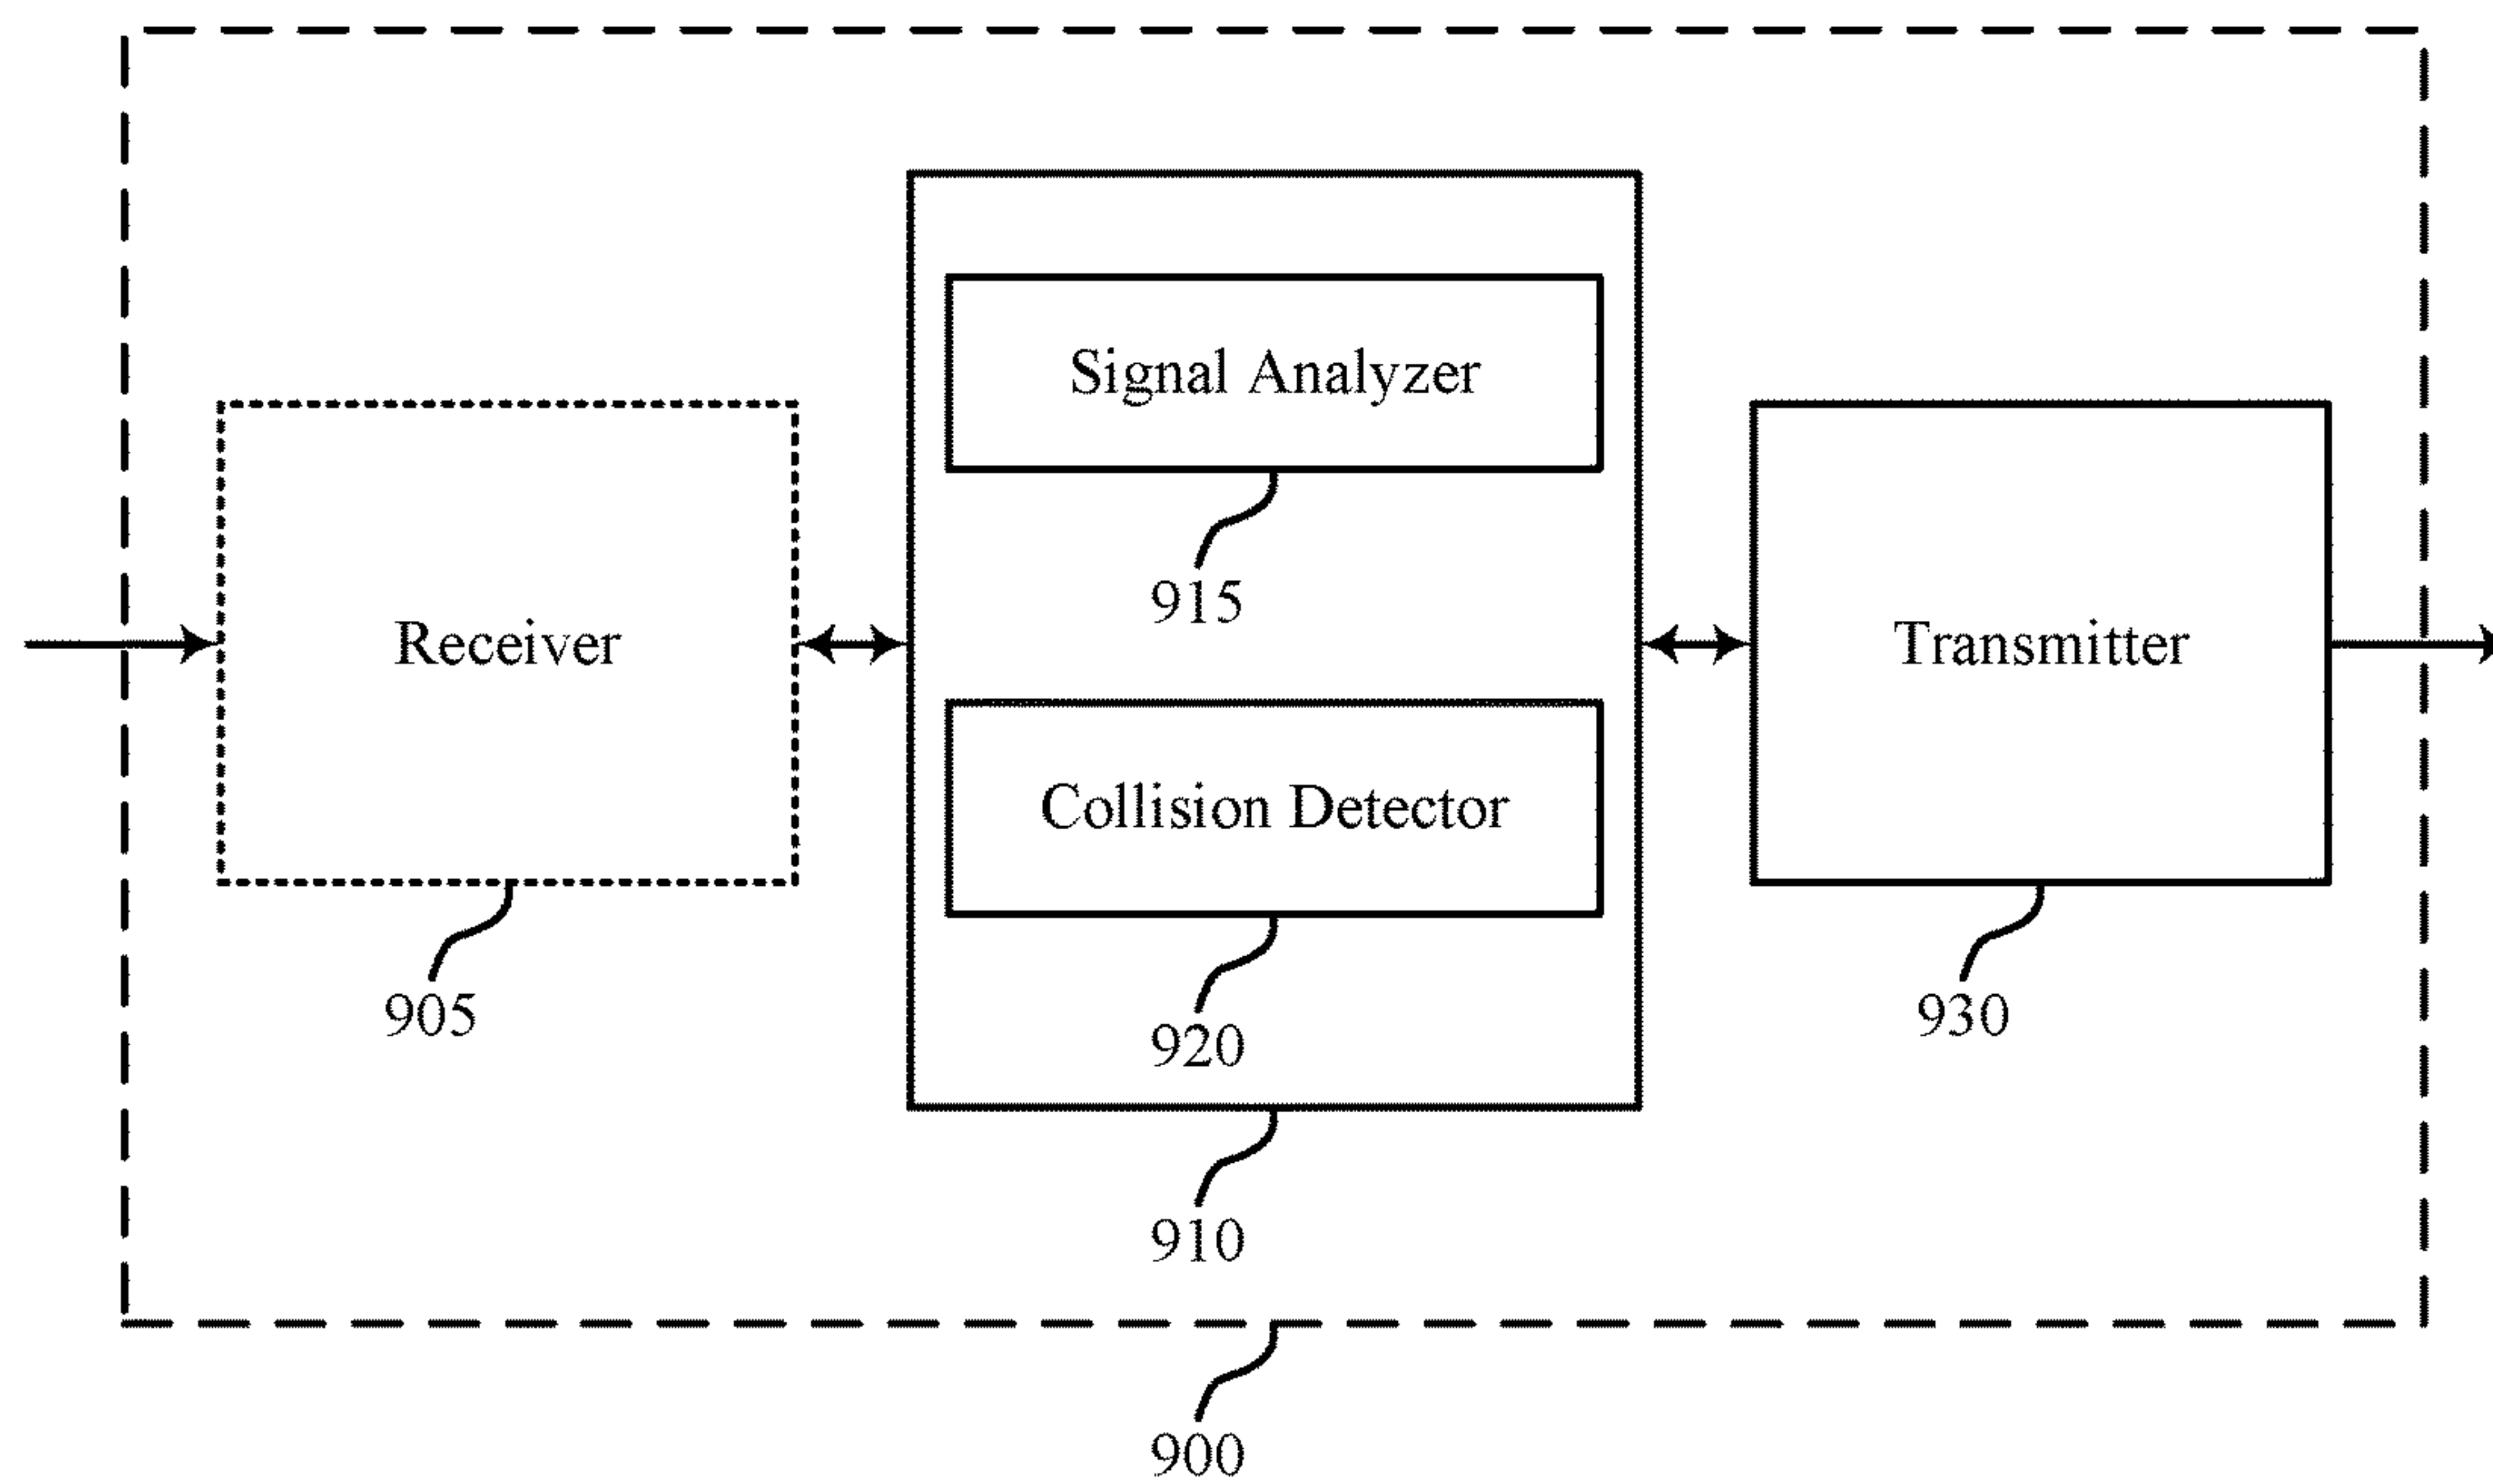 Signal Analyzer
915
Receiver
Transmitter
Collision Detector
905
920
930
910
900